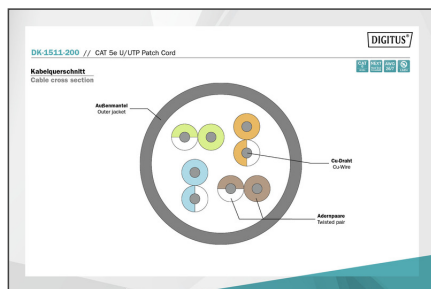 DIGITUS®
DK-1511-200 // CAT 5e U/UTP Patch Cord
Kabelquerschnitt
Cable cross section
Außenmantel
Outer jacket
Cu-Draht
Cu-Wire
Adernpaare
Twisted pair